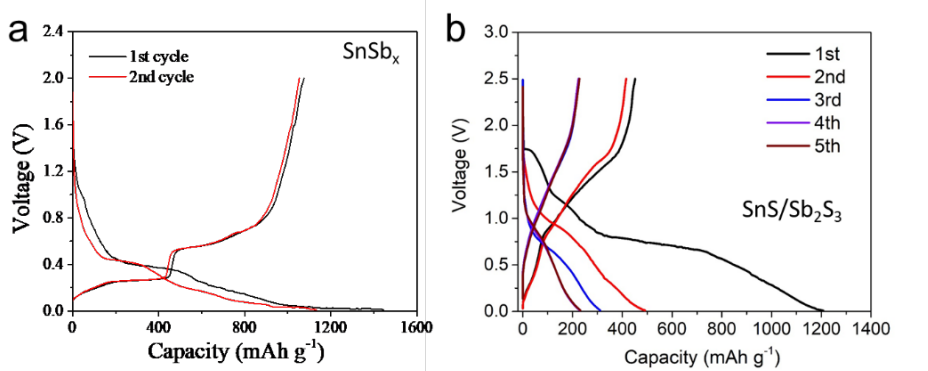 a
2.4
2.0
1.6
1.2
0.8
0.4
0.0
Voltage (V)
1st cycle
2nd cycle
SnSbx
0
400
800
1200
1600
Capacity (mAh g-1)
b
3.0
2.5
2.0
1.5
1.0
0.5
0.0
Voltage (V)
1st
2nd
3rd
4th
5th
SnS/Sb2S3
0
200
400
600
800
1000
1200
1400
Capacity (mAh g-1)